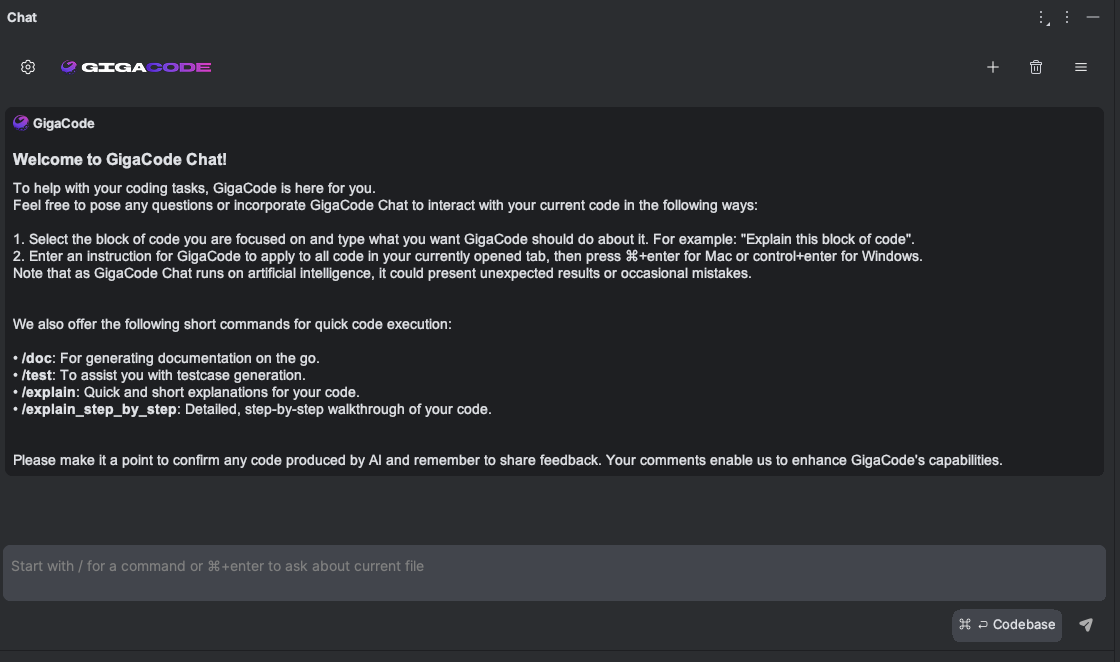 Chat
GIGACODE
GigaCode
Welcome to GigaCode Chat!
To help with your coding tasks, GigaCode is here for you.
Feel free to pose any questions or incorporate GigaCode Chat to interact with your current code in the following ways:
1. Select the block of code you are focused on and type what you want GigaCode should do about it. For example: "Explain this block of code".
2. Enter an instruction for GigaCode to apply to all code in your currently opened tab, then press ⌘+enter for Mac or control+enter for Windows.
Note that as GigaCode Chat runs on artificial intelligence, it could present unexpected results or occasional mistakes.
We also offer the following short commands for quick code execution:
• /doc: For generating documentation on the go.
• /test: To assist you with testcase generation.
• /explain: Quick and short explanations for your code.
• /explain_step_by_step: Detailed, step-by-step walkthrough of your code.
Please make it a point to confirm any code produced by AI and remember to share feedback. Your comments enable us to enhance GigaCode's capabilities.
Start with / for a command or ⌘+enter to ask about current file
⌘ ⏎ Codebase